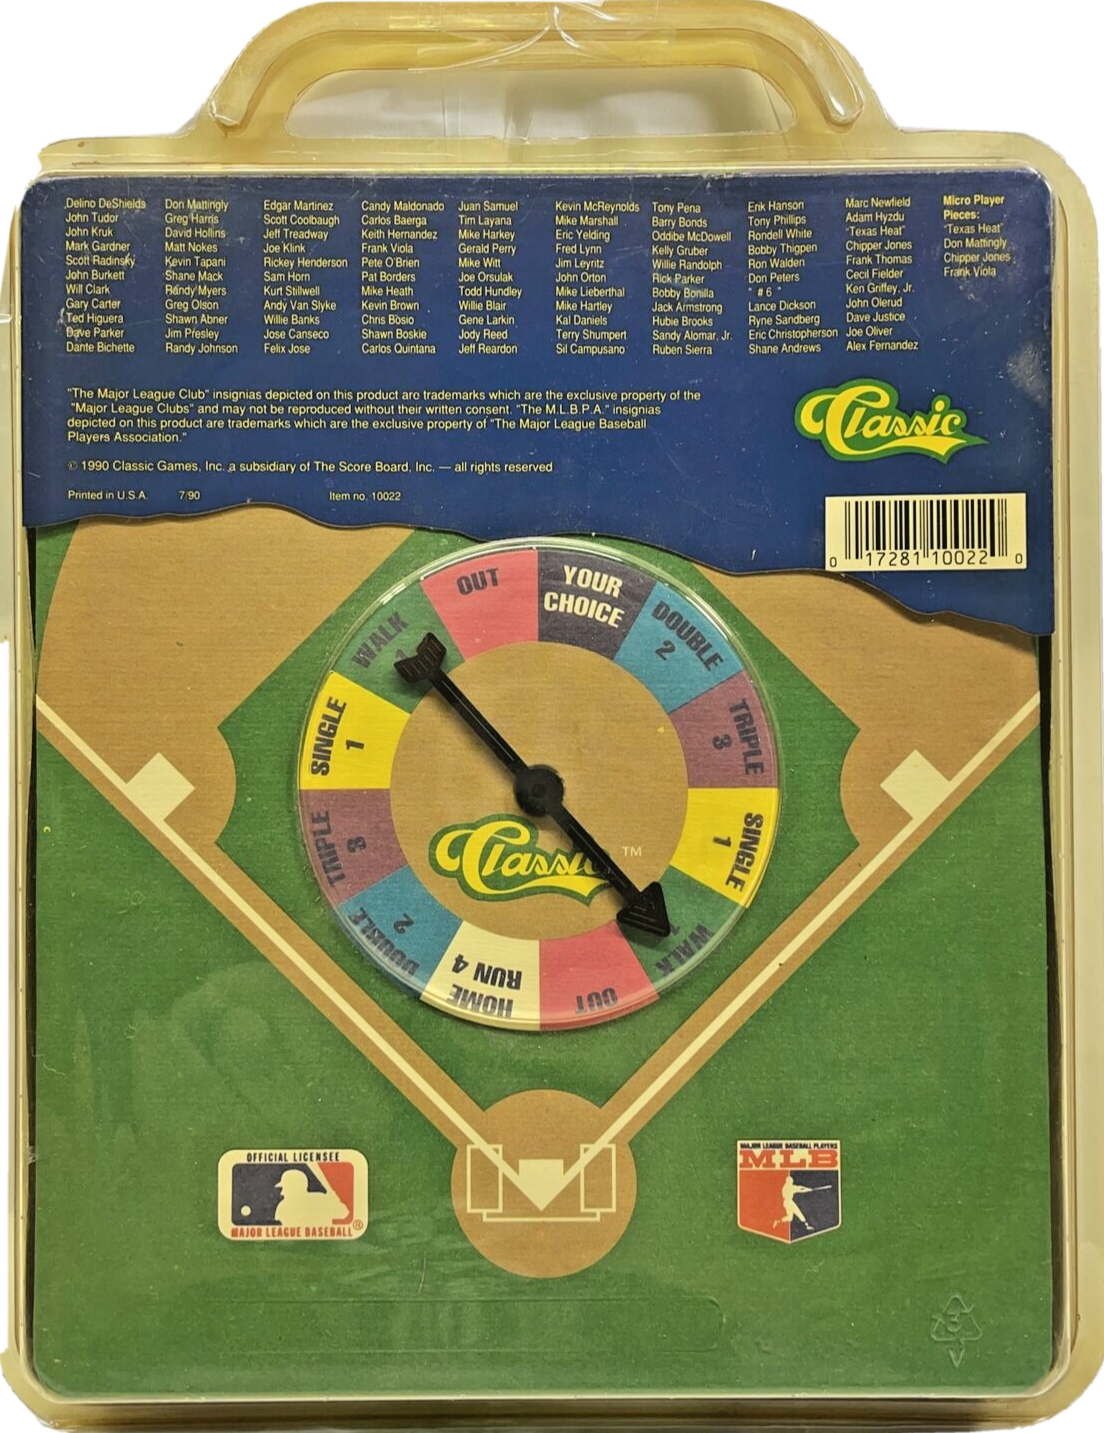 Delino DeShields
John Tudor
John Kruk
Mark Gardner
Scott Radinsky
John Burkett
Will Clark
Gary Carter
Ted Higuera
Dave Parker
Dante Bichette
Don Mattingly
Greg Harris
David Hollins
Matt Nokes
Kevin Tapani
Shane Mack
Randy Myers
Greg Olson
Shawn Abner
Jim Presley
Randy Johnson
Edgar Martinez
Scott Coolbaugh
Jeff Treadway
Joe Klink
Rickey Henderson
Sam Horn
Kurt Stillwell
Andy Van Slyke
Willie Banks
Jose Canseco
Felix Jose
Candy Maldonado
Carlos Baerga
Keith Hernandez
Frank Viola
Pete O'Brien
Pat Borders
Mike Heath
Kevin Brown
Chris Bosio
Shawn Boskie
Carlos Quintana
Juan Samuel
Tim Layana
Mike Harkey
Gerald Perry
Mike Witt
Joe Orsulak
Todd Hundley
Willie Blair
Gene Larkin
Jody Reed
Jeff Reardon
Kevin McReynolds
Mike Marshall
Eric Yelding
Fred Lynn
Jim Leyritz
John Orton
Mike Lieberthal
Mike Hartley
Kal Daniels
Terry Shumpert
Sil Campusano
Tony Pena
Barry Bonds
Oddibe McDowell
Kelly Gruber
Willie Randolph
Rick Parker
Bobby Bonilla
Jack Armstrong
Hubie Brooks
Sandy Alomar. Jr.
Ruben Sierra
Erik Hanson
Tony Phillips
Rondell White
Bobby Thigpen
Ron Walden
Don Peters
" #6 "
Lance Dickson
Ryne Sandberg
Eric Christopherson
Shane Andrews
Marc Newfield
Adam Hyzdu
"Texas Heat"
Chipper Jones
Frank Thomas
Cecil Fielder
Ken Griffey, Jr.
John Olerud
Dave Justice
Joe Oliver
Alex Fernandez
Micro Player
Pieces:
"Texas Heat"
Don Mattingly
Chipper Jones
Frank Viola
"The Major League Club" insignias depicted on this product are trademarks which are the exclusive property of the
"Major League Clubs" and may not be reproduced without their written consent. "The M.L.B.P.A." insignias
depicted on this product are trademarks which are the exclusive property of "The Major League Baseball
Players Association."
© 1990 Classic Games, Inc. a subsidiary of The Score Board, Inc. — all rights reserved
Printed in U.S.A. 7/90 Item no. 10022
Classic
0 17281 10022 0
OUT
YOUR
CHOICE
DOUBLE
2
TRIPLE
3
SINGLE
1
WALK
1
OUT
HOME
RUN 4
DOUBLE
2
TRIPLE
3
SINGLE
1
WALK
1
Classic TM
OFFICIAL LICENSEE
MAJOR LEAGUE BASEBALL ®
MAJOR LEAGUE BASEBALL PLAYERS
MLB
3